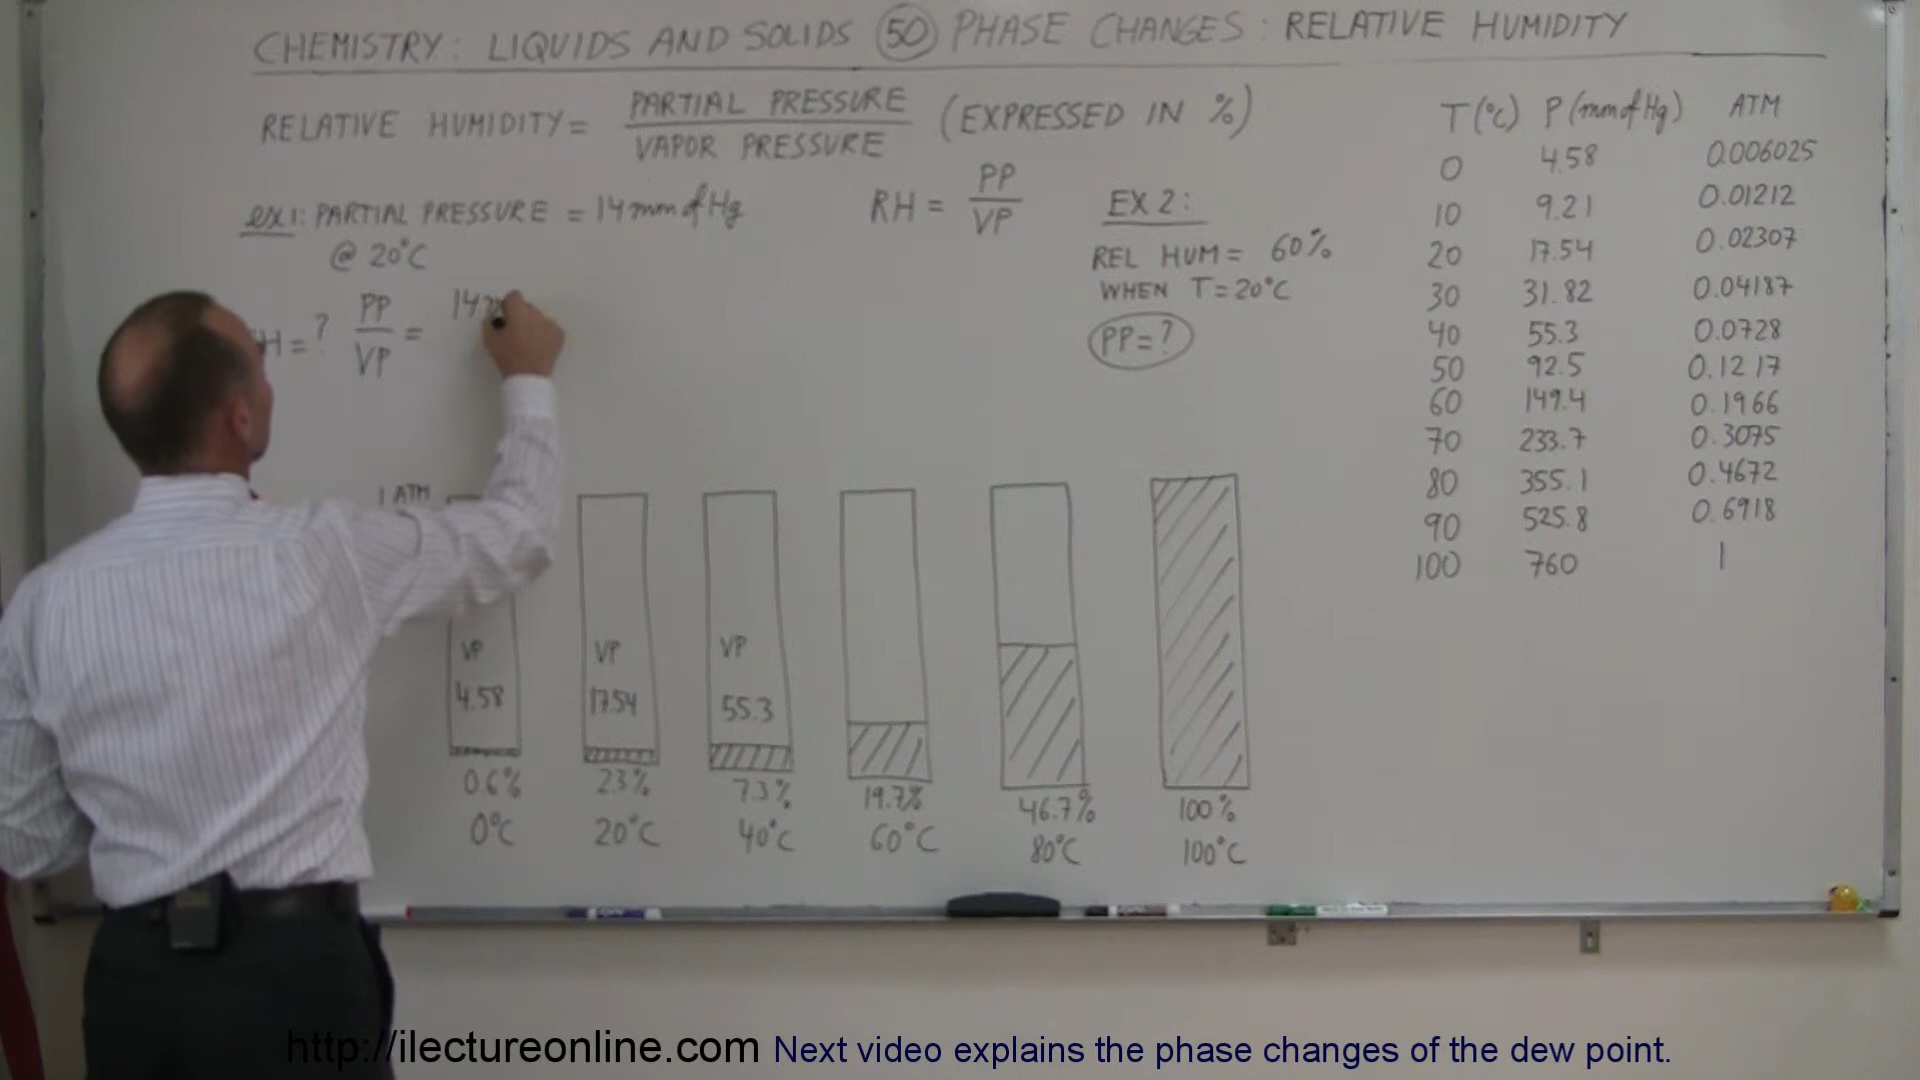 CHEMISTRY: LIQUIDS AND SOLIDS 50 PHASE CHANGES: RELATIVE HUMIDITY
RELATIVE HUMIDITY = PARTIAL PRESSURE / VAPOR PRESSURE (EXPRESSED IN %)
ex1: PARTIAL PRESSURE = 14 mm of Hg
@ 20°C
H = ? PP / VP = 14
RH = PP / VP
EX 2:
REL HUM = 60%
WHEN T = 20°C
PP = ?
T(°C) P(mm of Hg) ATM
0 4.58 0.006025
10 9.21 0.01212
20 17.54 0.02307
30 31.82 0.04187
40 55.3 0.0728
50 92.5 0.1217
60 149.4 0.1966
70 233.7 0.3075
80 355.1 0.4672
90 525.8 0.6918
100 760 1
1 ATM
VP VP VP
4.58 17.54 55.3
0.6% 2.3% 7.3% 19.7% 46.7% 100%
0°C 20°C 40°C 60°C 80°C 100°C
http://ilectureonline.com Next video explains the phase changes of the dew point.